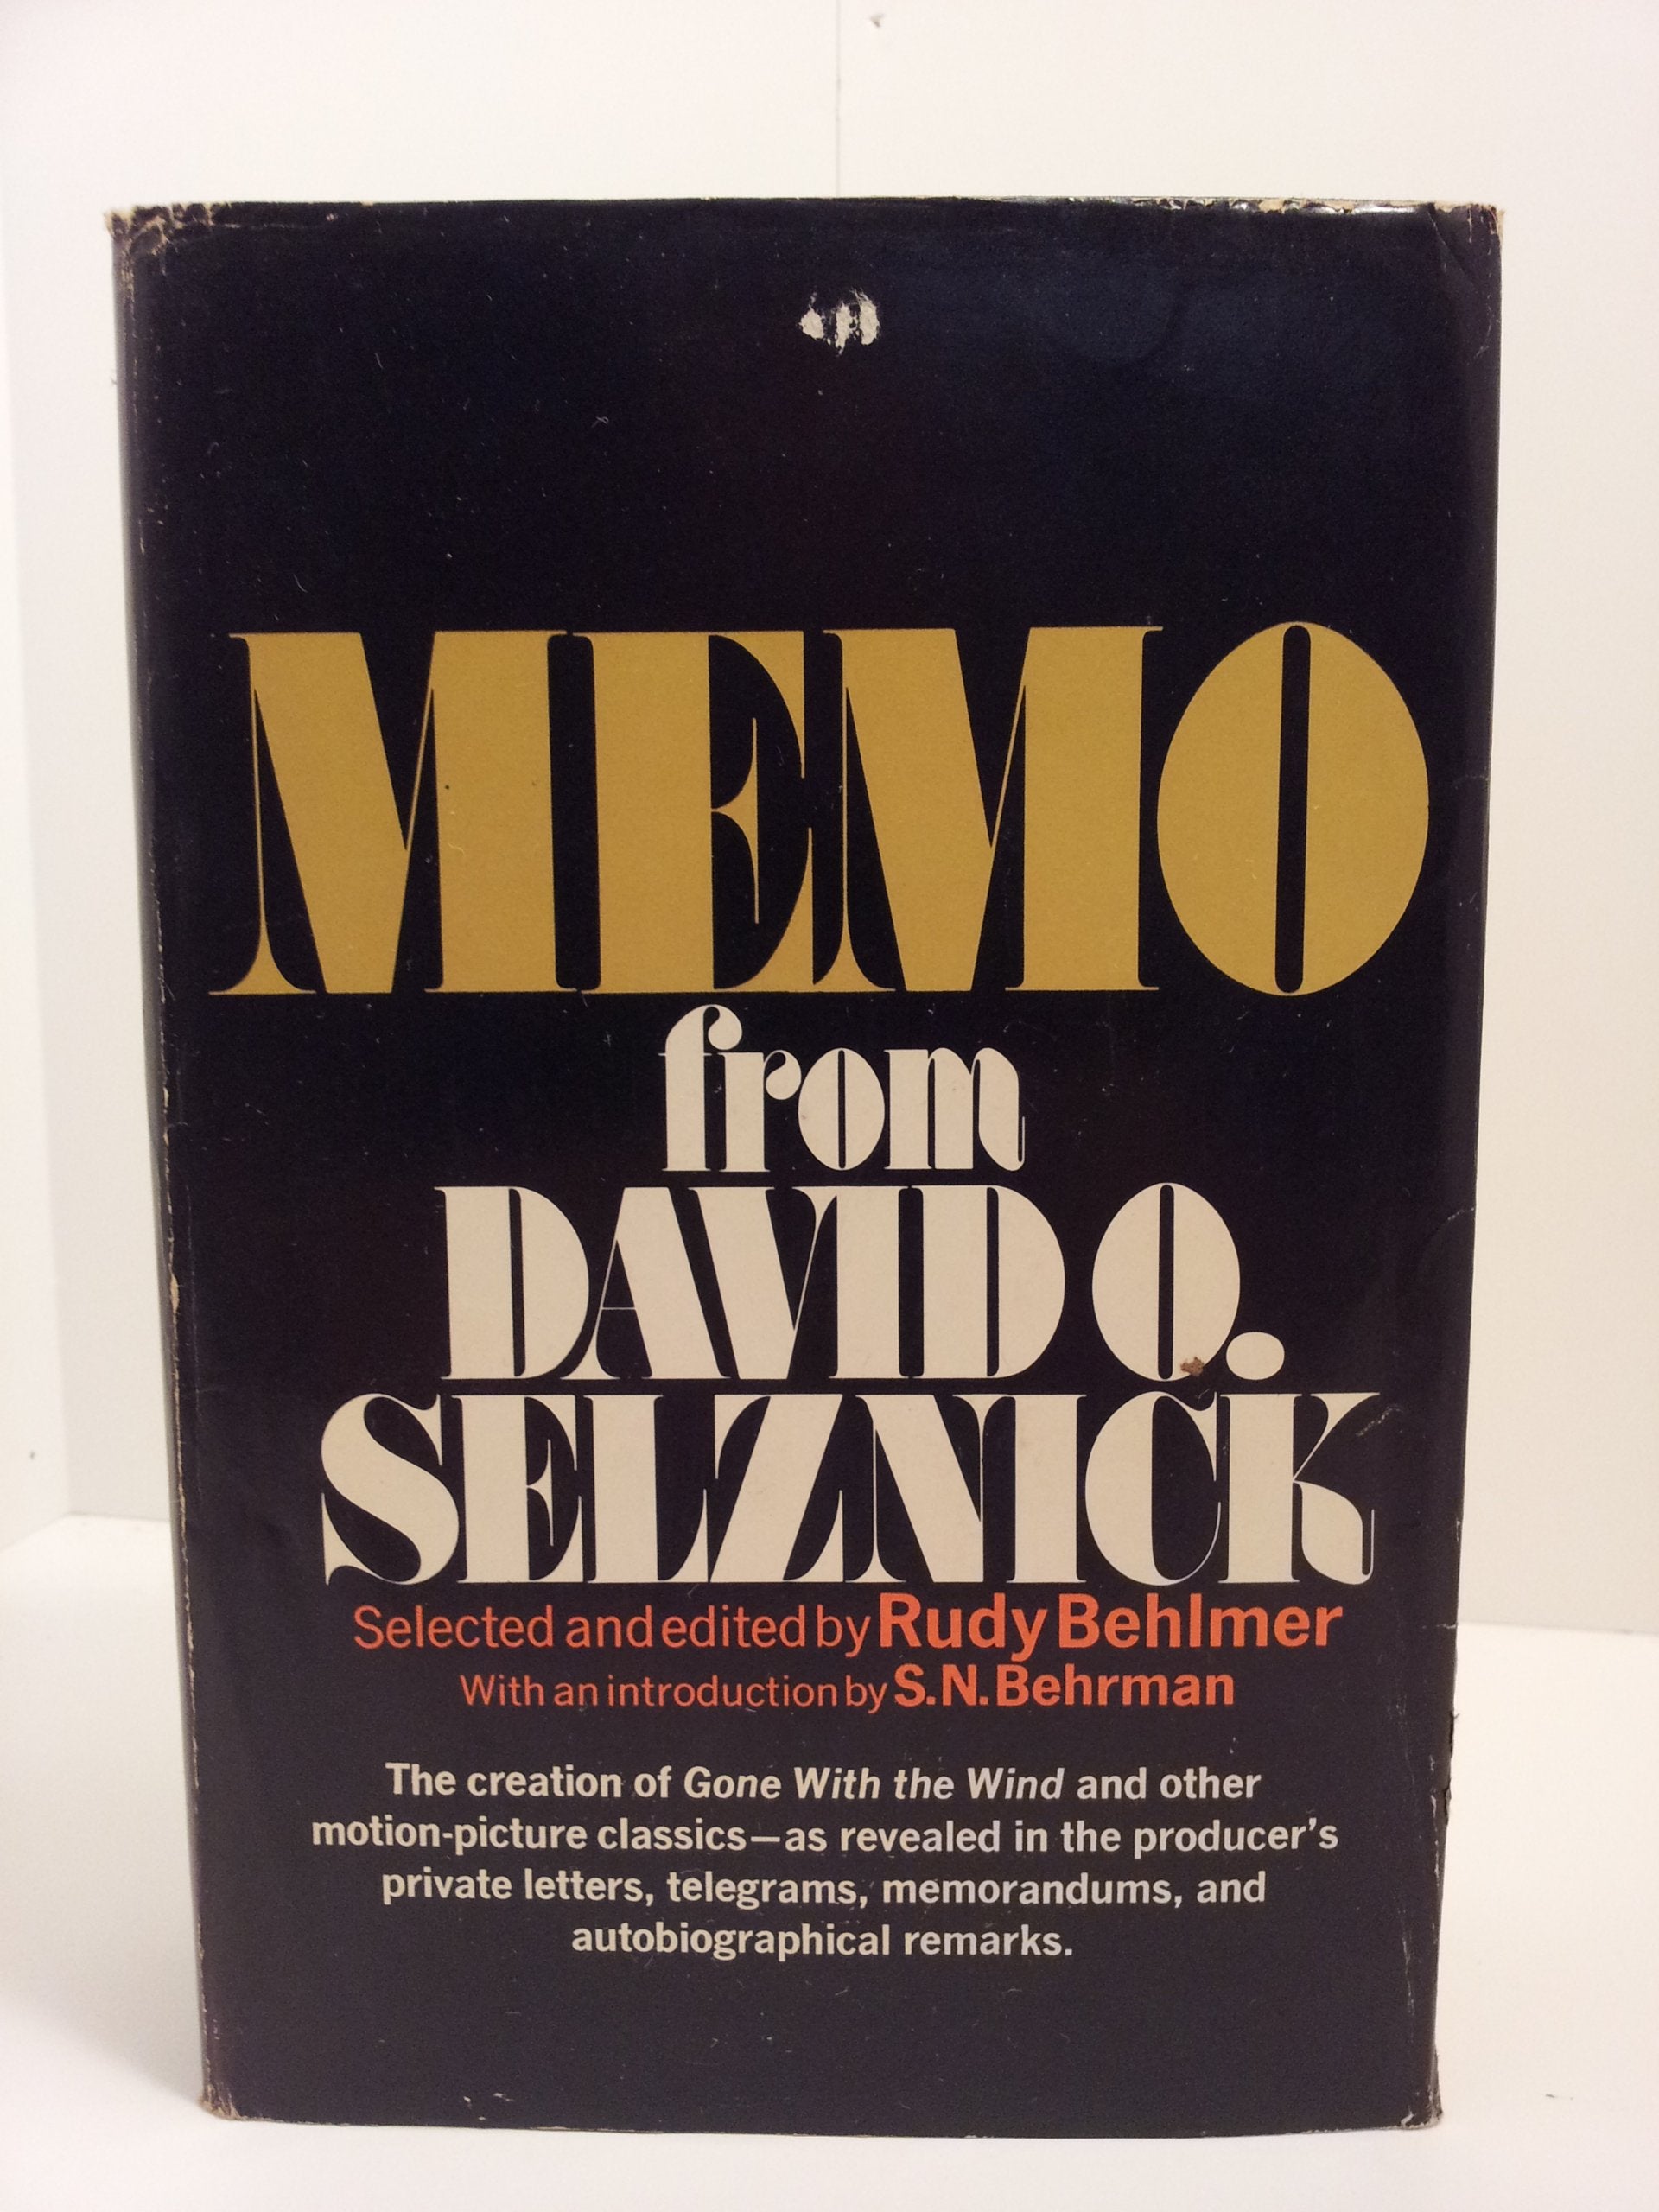 MEMO
from
DAVID O.
SELZNICK
Selected and edited by Rudy Behlmer
With an introduction by S.N. Behrman
The creation of Gone With the Wind and other
motion-picture classics—as revealed in the producer's
private letters, telegrams, memorandums, and
autobiographical remarks.